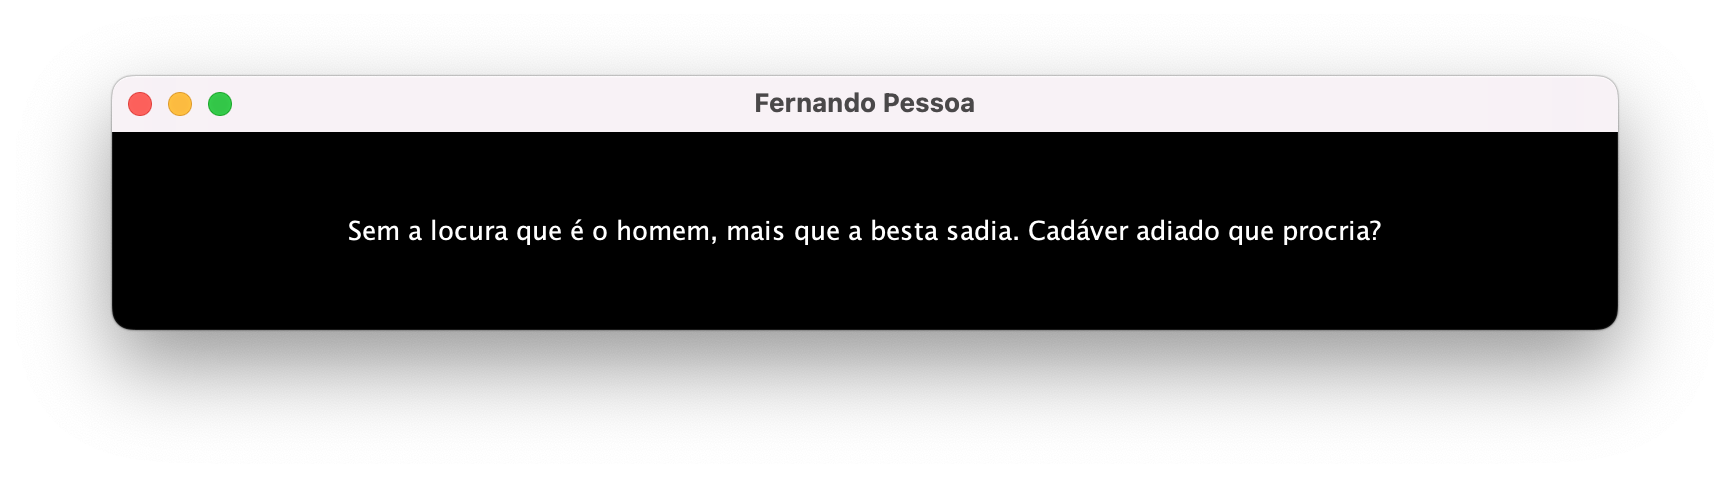 Fernando Pessoa
Sem a locura que é o homem, mais que a besta sadia. Cadáver adiado que procria?